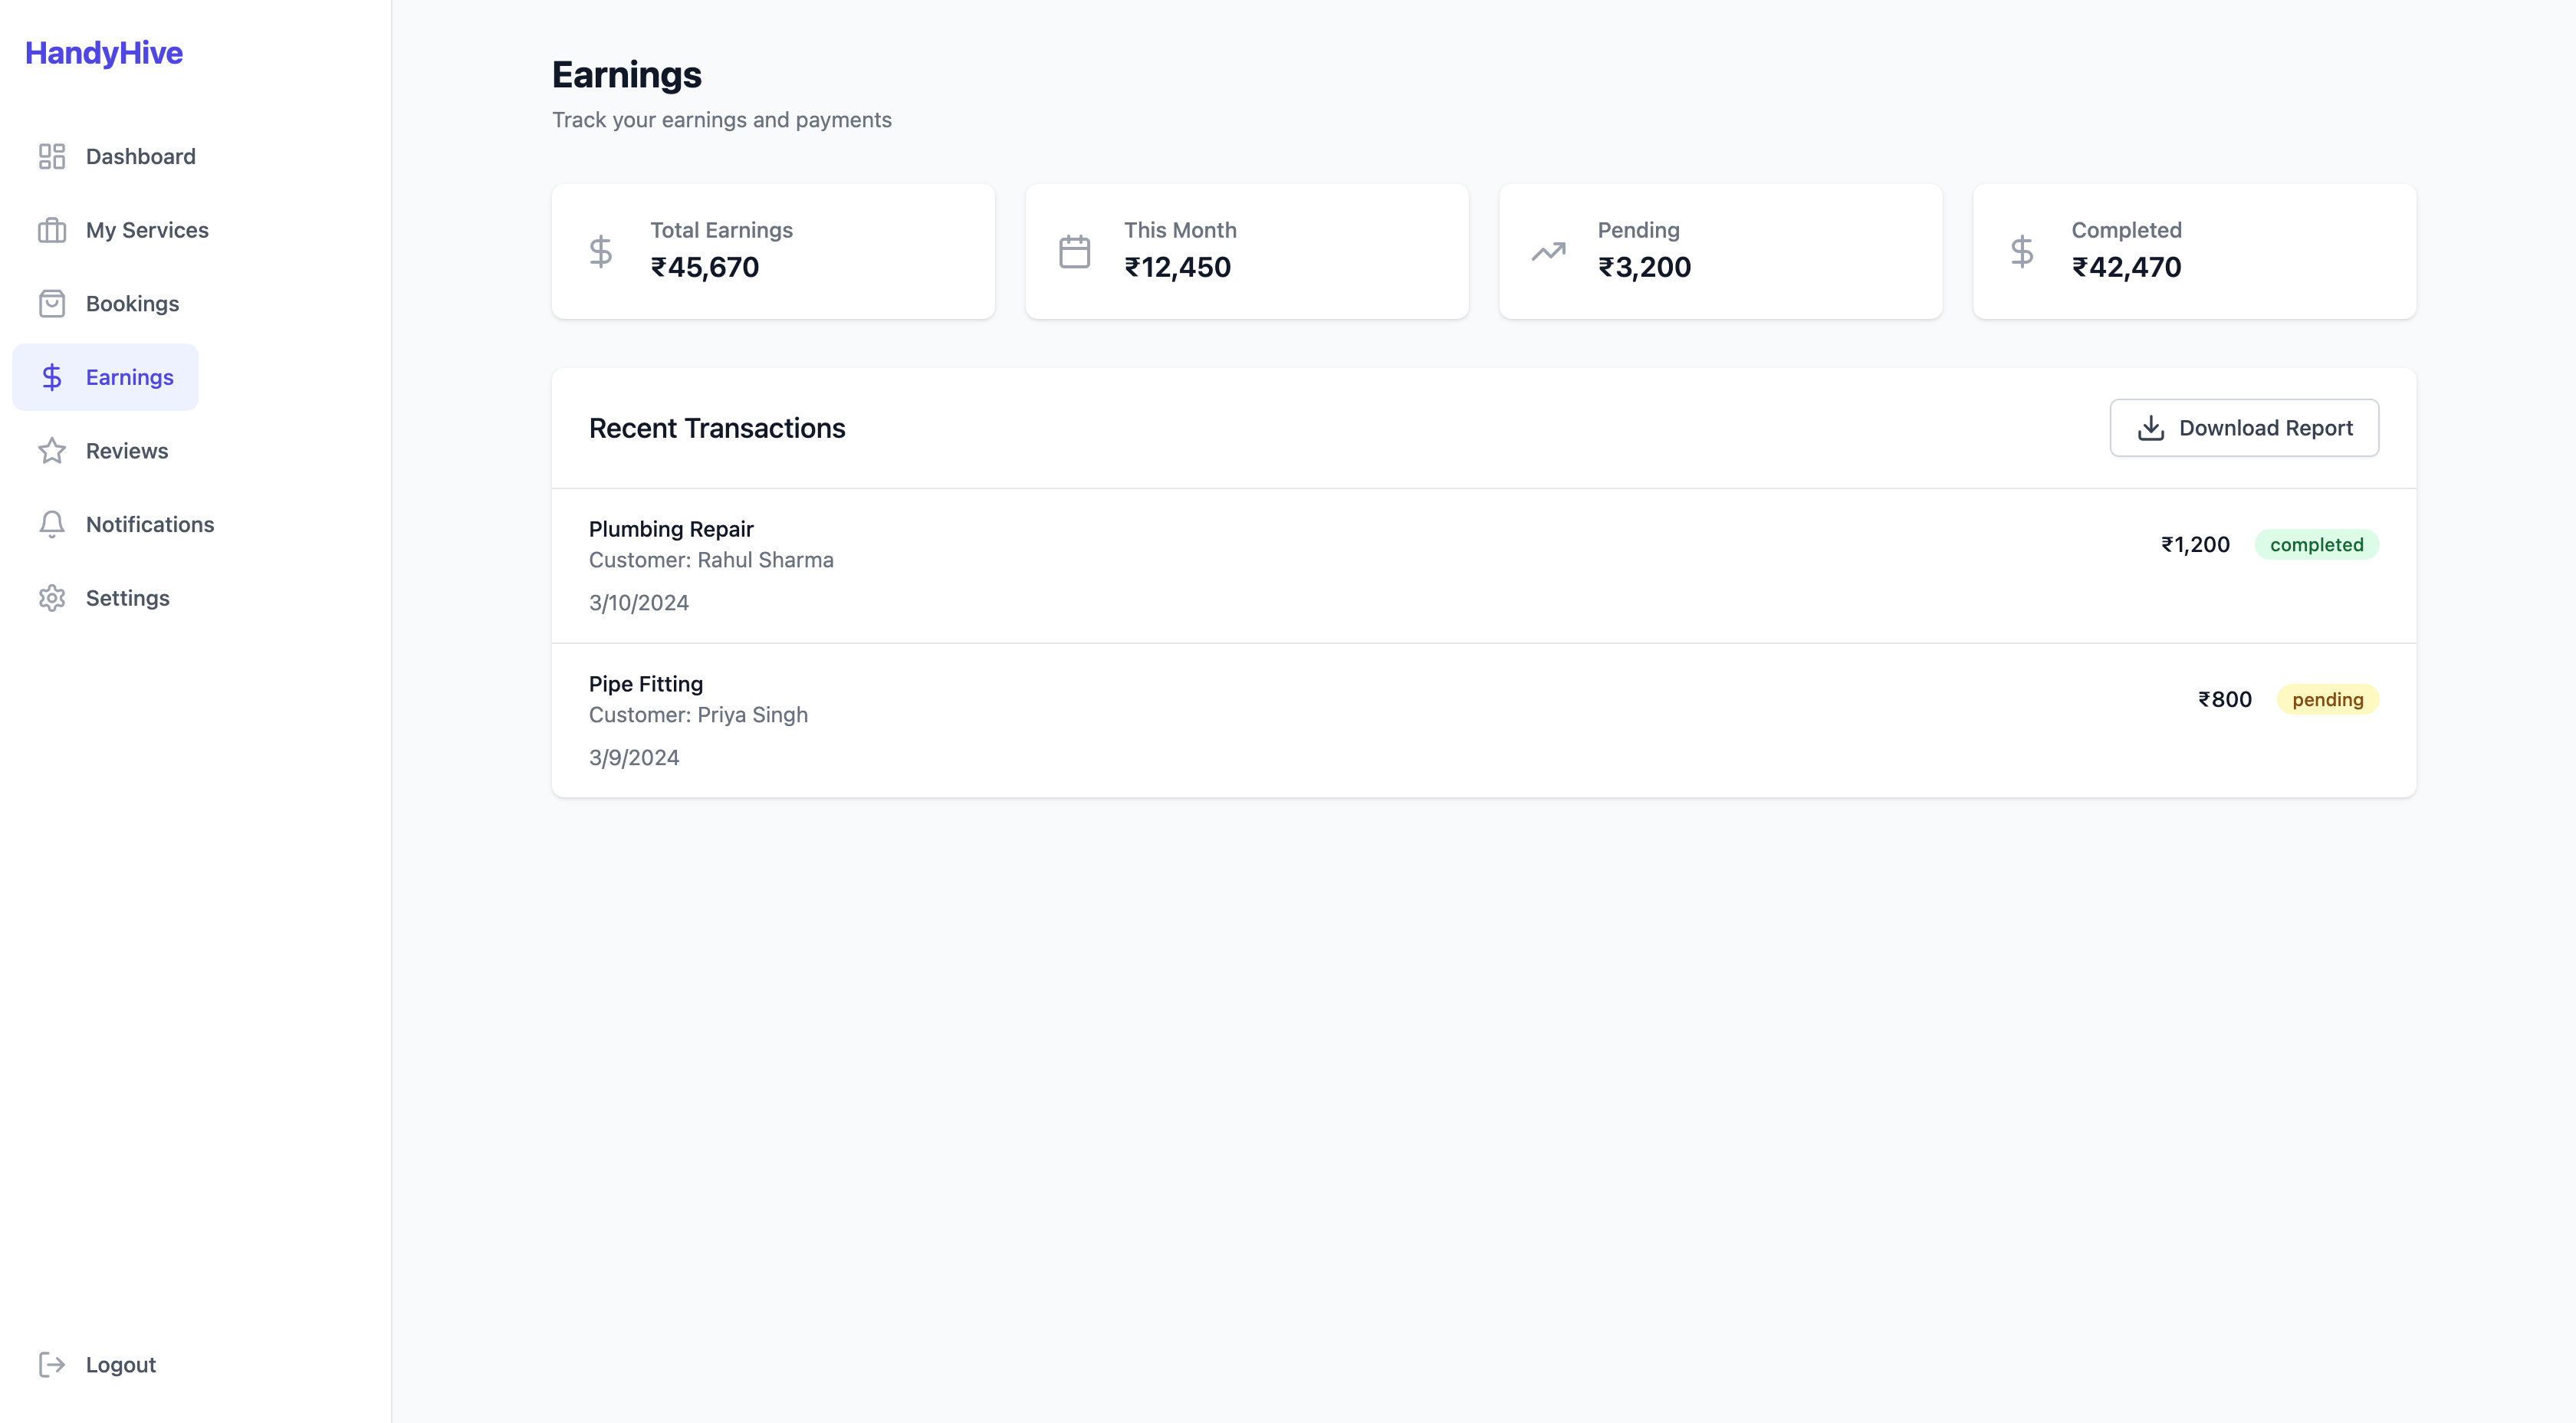 HandyHive
Dashboard
My Services
Bookings
Earnings
Reviews
Notifications
Settings
Logout
Earnings
Track your earnings and payments
Total Earnings
₹45,670
This Month
₹12,450
Pending
₹3,200
Completed
₹42,470
Recent Transactions
Download Report
Plumbing Repair
Customer: Rahul Sharma
3/10/2024
₹1,200 completed
Pipe Fitting
Customer: Priya Singh
3/9/2024
₹800 pending